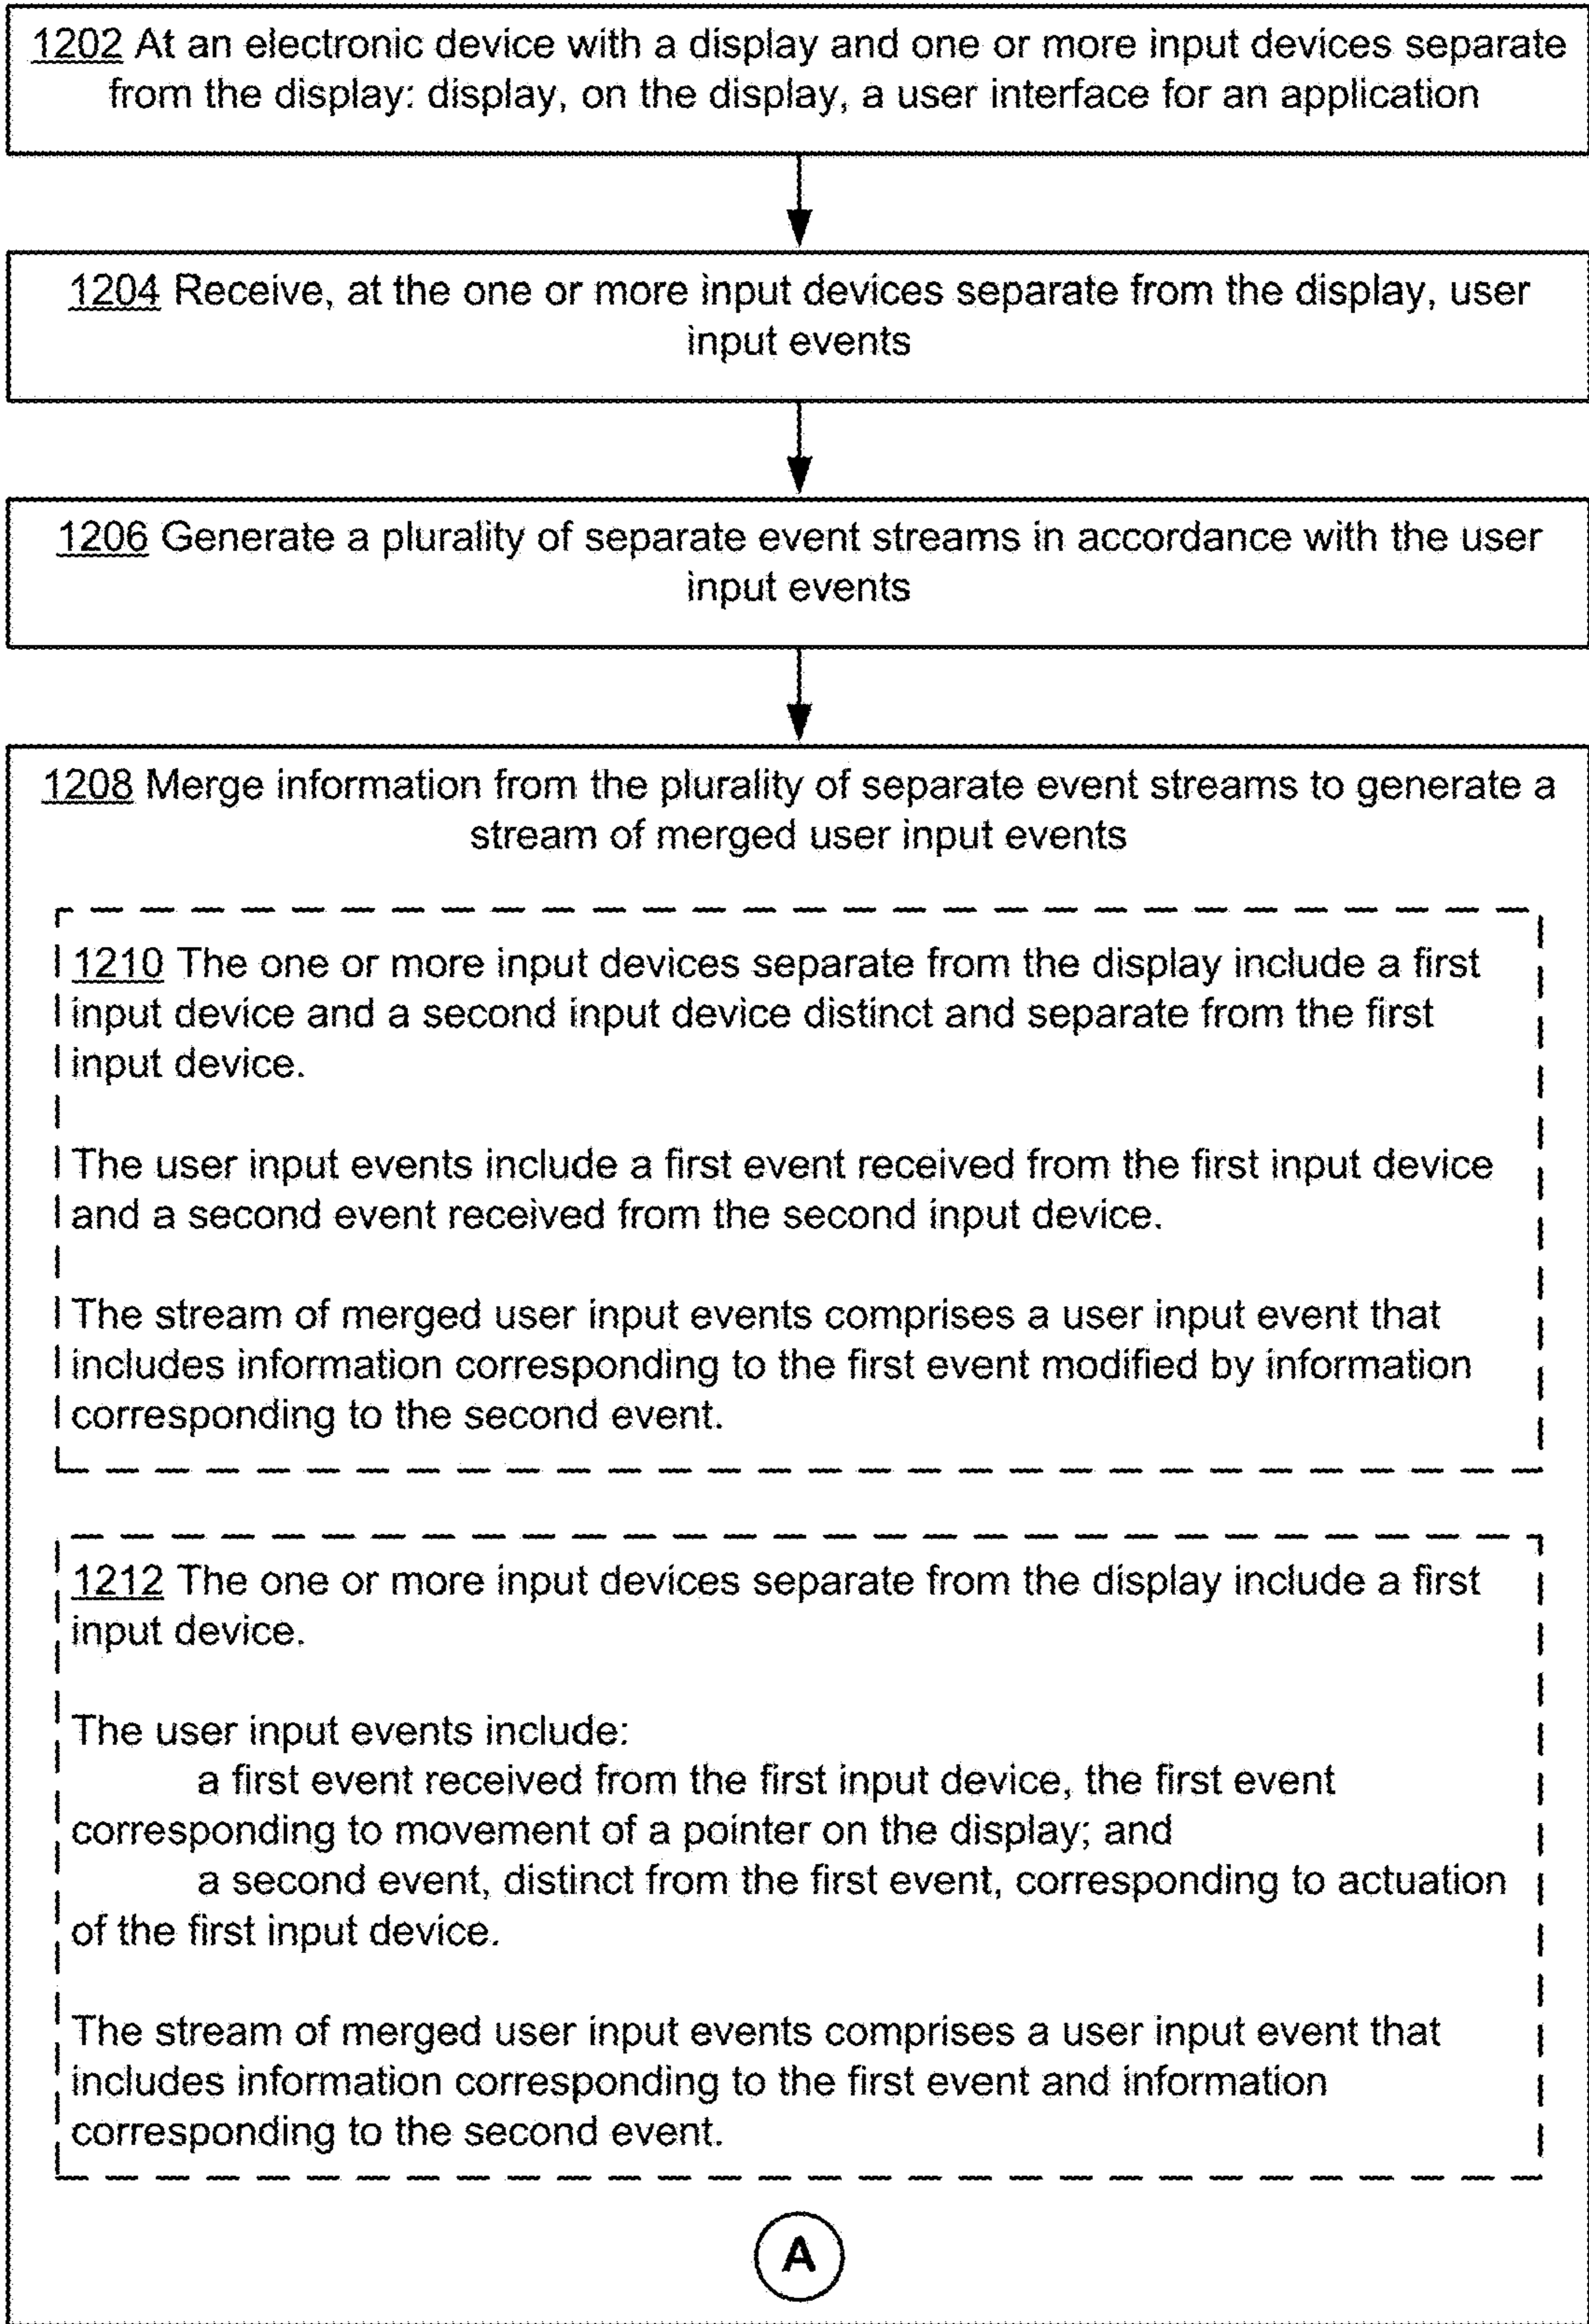 1202 At an electronic device with a display and one or more input devices separate
from the display: display, on the display, a user interface for an application
1204 Receive, at the one or more input devices separate from the display, user
input events
1206 Generate a plurality of separate event streams in accordance with the user
input events
1208 Merge information from the plurality of separate event streams to generate a
stream of merged user input events
1210 The one or more input devices separate from the display include a first
input device and a second input device distinct and separate from the first
input device.
The user input events include a first event received from the first input device
and a second event received from the second input device.
The stream of merged user input events comprises a user input event that
includes information corresponding to the first event modified by information
corresponding to the second event.
1212 The one or more input devices separate from the display include a first
input device.
The user input events include:
a first event received from the first input device, the first event
corresponding to movement of a pointer on the display; and
a second event, distinct from the first event, corresponding to actuation
of the first input device.
The stream of merged user input events comprises a user input event that
includes information corresponding to the first event and information
corresponding to the second event.
A